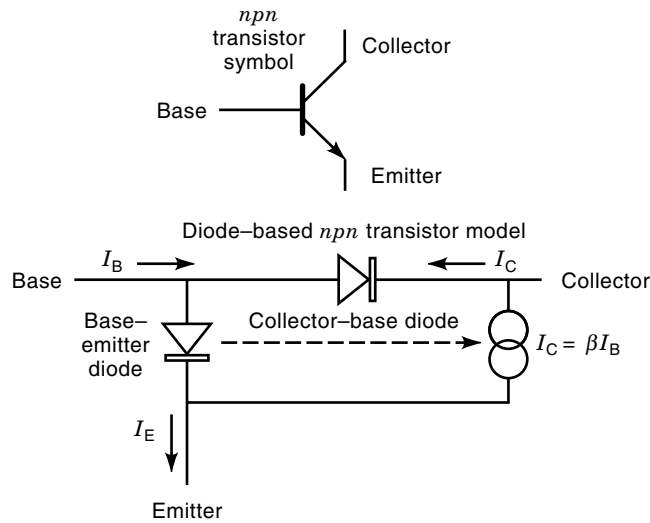 npn
transistor
symbol
Collector
Base
Emitter
Diode–based npn transistor model
I_B
I_C
Base
Collector
Base–
emitter
diode
Collector–base diode
I_C = βI_B
I_E
Emitter